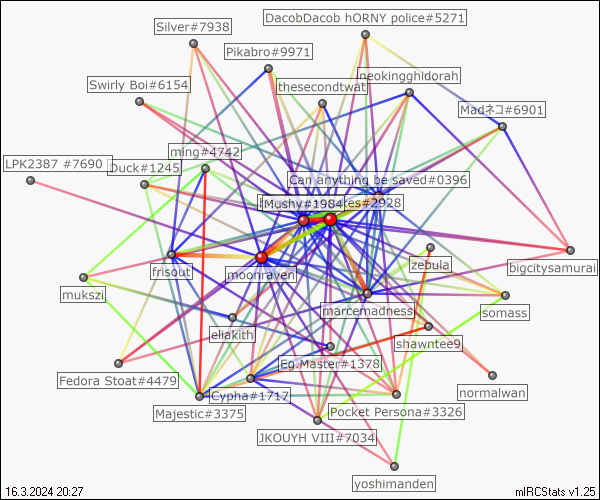 DacobDacob hORNY police#5271
Silver#7938
Pikabro#9971
neokingghidorah
thesecondtwat
Swirly Boi#6154
Madネコ#6901
ming#4742
LPK2387 #7690
Duck#1245
Can anything be saved#0396
Mushy#1984
kes#2928
frisout
moonraven
zebula
bigcitysamurai
mukszi
marcemadness
somass
eliakith
shawntee9
Eg.Master#1378
Fedora Stoat#4479
normalwan
Cypha#1717
Majestic#3375
Pocket Persona#3326
JKOUYH VIII#7034
yoshimanden
16.3.2024 20:27
mIRCStats v1.25